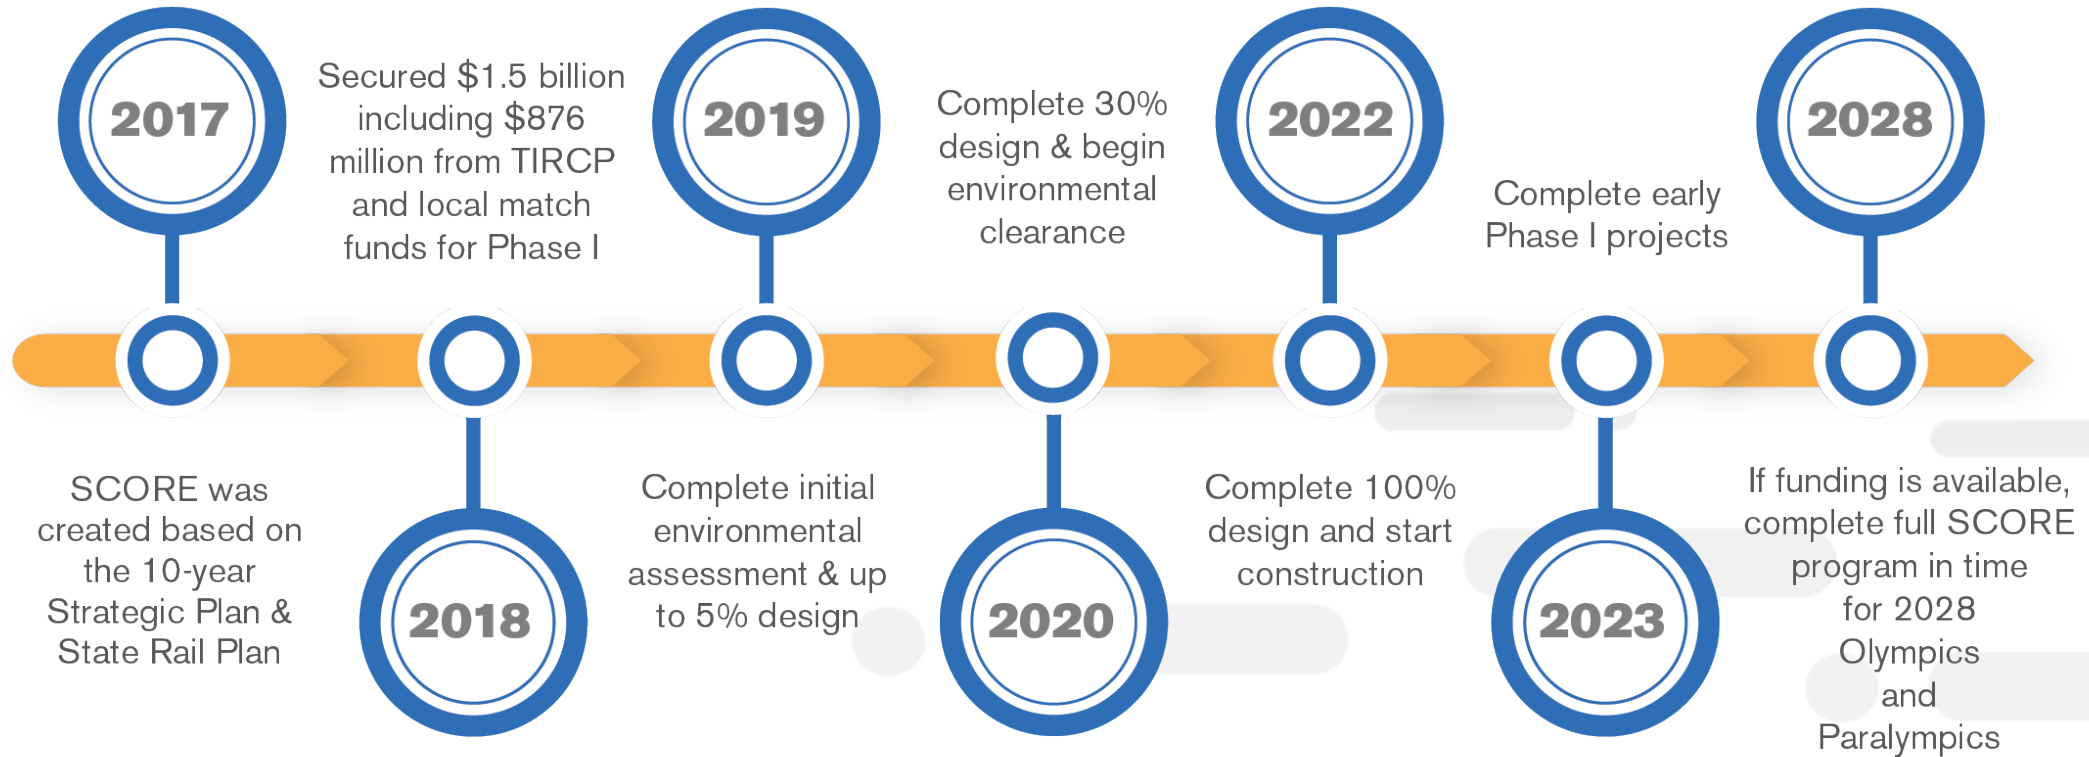 2017
SCORE was
created based on
the 10-year
Strategic Plan &
State Rail Plan
Secured $1.5 billion
including $876
million from TIRCP
and local match
funds for Phase I
2018
2019
Complete initial
environmental
assessment & up
to 5% design
Complete 30%
design & begin
environmental
clearance
2020
2022
Complete 100%
design and start
construction
Complete early
Phase I projects
2023
2028
If funding is available,
complete full SCORE
program in time
for 2028
Olympics
and
Paralympics